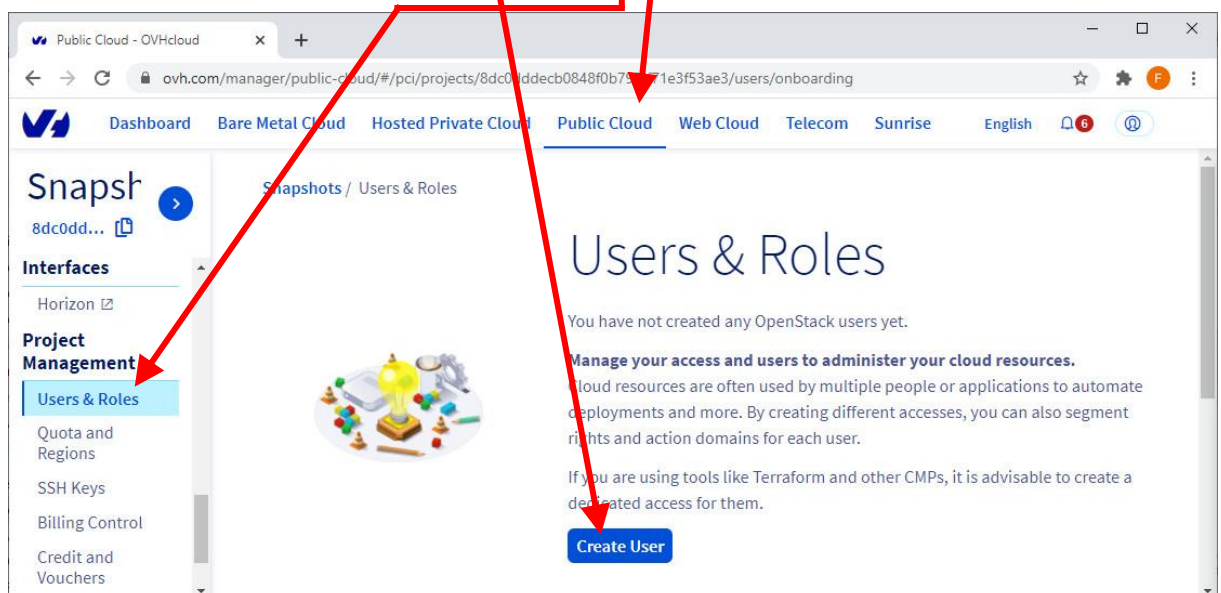 Public Cloud - OVHcloud
ovh.com/manager/public-cloud/#/pci/projects/8dc0dddecb0848f0b79 71e3f53ae3/users/onboarding
F
Dashboard Bare Metal Cloud Hosted Private Cloud Public Cloud Web Cloud Telecom Sunrise English 6
Snapsh
8dc0dd...
Snapshots / Users & Roles
Interfaces
Horizon
Project
Management
Users & Roles
Quota and
Regions
SSH Keys
Billing Control
Credit and
Vouchers
Users & Roles
You have not created any OpenStack users yet.
Manage your access and users to administer your cloud resources.
Cloud resources are often used by multiple people or applications to automate
deployments and more. By creating different accesses, you can also segment
rights and action domains for each user.
If you are using tools like Terraform and other CMPs, it is advisable to create a
dedicated access for them.
Create User